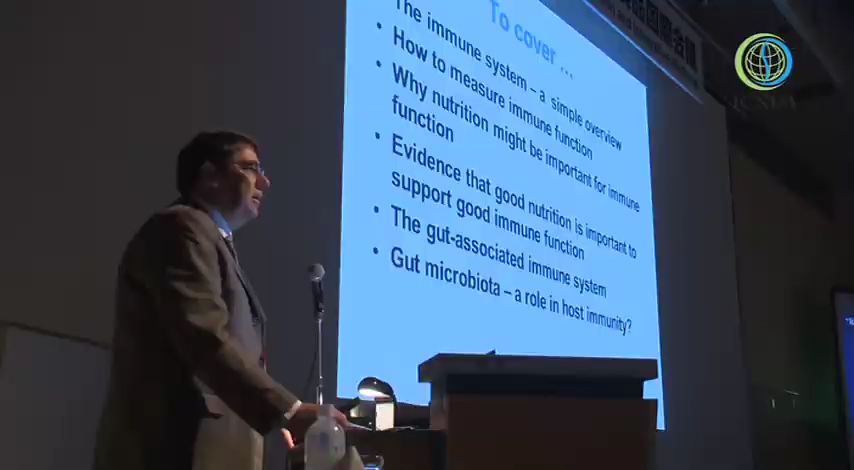 To cover ...
The immune system – a simple overview
• How to measure immune function
• Why nutrition might be important for immune
function
• Evidence that good nutrition is important to
support good immune function
• The gut-associated immune system
• Gut microbiota – a role in host immunity?